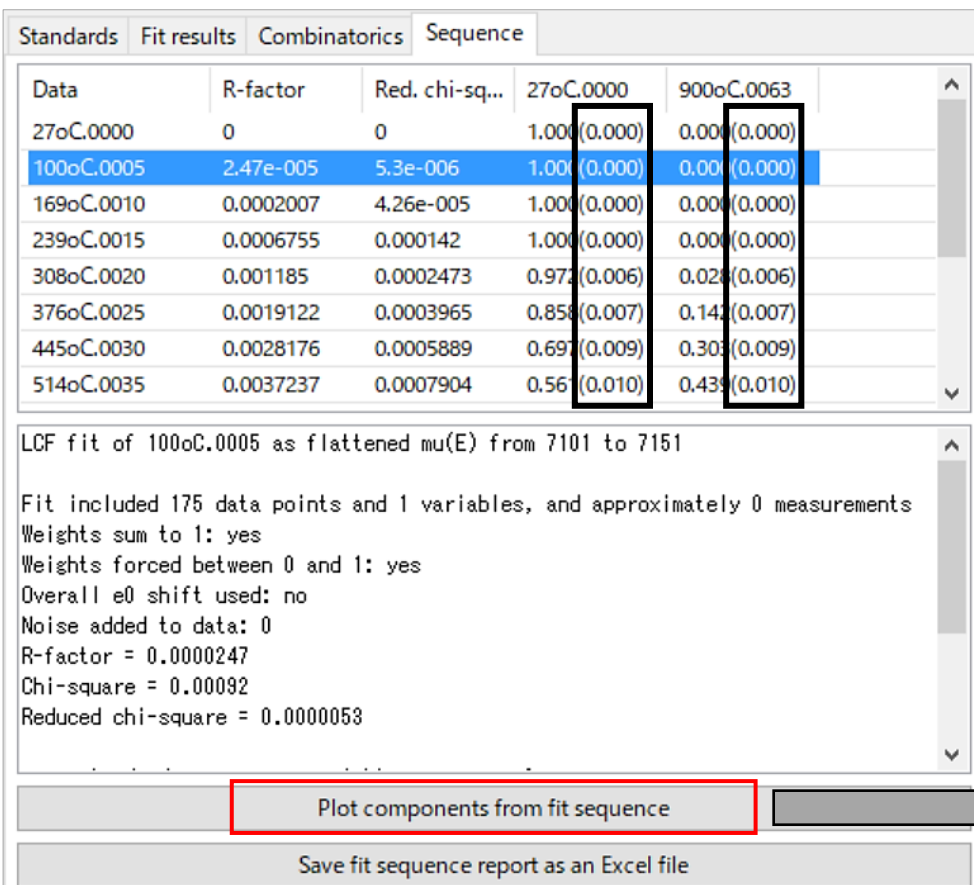 Standards Fit results Combinatorics Sequence
Data R-factor Red. chi-sq... 27oC.0000 900oC.0063
27oC.0000 0 0 1.000(0.000) 0.000(0.000)
100oC.0005 2.47e-005 5.3e-006 1.000(0.000) 0.000(0.000)
169oC.0010 0.0002007 4.26e-005 1.000(0.000) 0.000(0.000)
239oC.0015 0.0006755 0.000142 1.000(0.000) 0.000(0.000)
308oC.0020 0.001185 0.0002473 0.972(0.006) 0.028(0.006)
376oC.0025 0.0019122 0.0003965 0.858(0.007) 0.142(0.007)
445oC.0030 0.0028176 0.0005889 0.697(0.009) 0.303(0.009)
514oC.0035 0.0037237 0.0007904 0.561(0.010) 0.439(0.010)
LCF fit of 100oC.0005 as flattened mu(E) from 7101 to 7151
Fit included 175 data points and 1 variables, and approximately 0 measurements
Weights sum to 1: yes
Weights forced between 0 and 1: yes
Overall e0 shift used: no
Noise added to data: 0
R-factor = 0.0000247
Chi-square = 0.00092
Reduced chi-square = 0.0000053
Plot components from fit sequence
Save fit sequence report as an Excel file